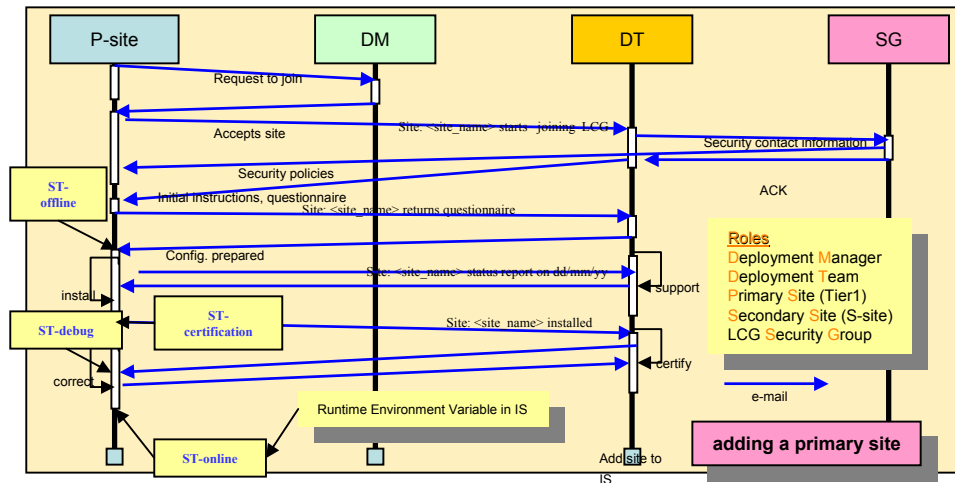 P-site
DM
DT
SG
Request to join
Accepts site
Site: <site_name> starts joining LCG
Security contact information
Security policies
ACK
ST-
offline
Initial instructions, questionnaire
Site: <site_name> returns questionnaire
Config. prepared
Site: <site_name> status report on dd/mm/yy
install
support
ST-debug
ST-
certification
Site: <site_name> installed
correct
certify
Roles
Deployment Manager
Deployment Team
Primary Site (Tier1)
Secondary Site (S-site)
LCG Security Group
e-mail
Runtime Environment Variable in IS
ST-online
Add site to
IS
adding a primary site